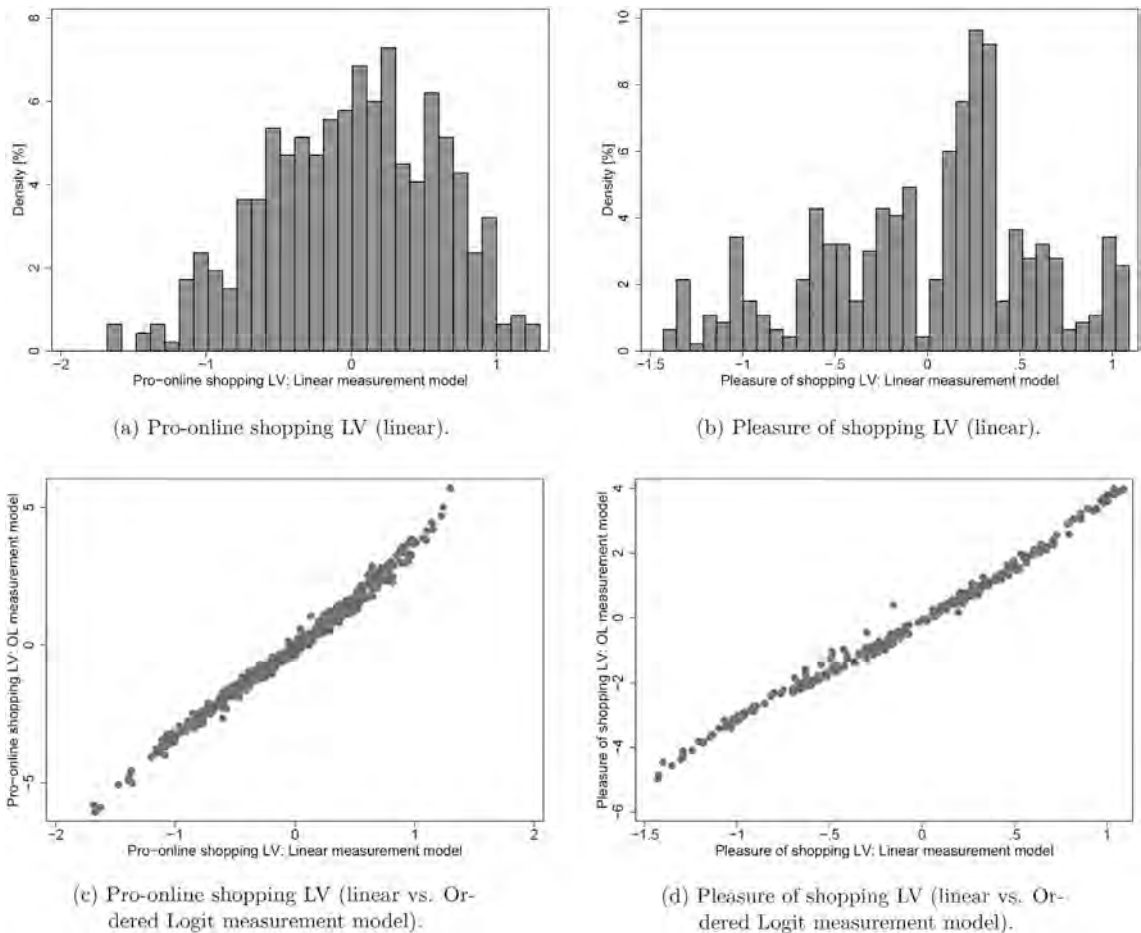 8
6
4
2
0
Density [%]
−2
−1
0
1
Pro−online shopping LV: Linear measurement model
(a) Pro-online shopping LV (linear).
10
8
6
4
2
0
Density [%]
−1.5
−1
−.5
0
.5
1
Pleasure of shopping LV: Linear measurement model
(b) Pleasure of shopping LV (linear).
5
0
−5
Pro−online shopping LV: OL measurement model
−2
−1
0
1
2
Pro−online shopping LV: Linear measurement model
(c) Pro-online shopping LV (linear vs. Or-
dered Logit measurement model).
4
2
0
−2
−4
−6
Pleasure of shopping LV: OL measurement model
−1.5
−1
−.5
0
.5
1
Pleasure of shopping LV: Linear measurement model
(d) Pleasure of shopping LV (linear vs. Or-
dered Logit measurement model).